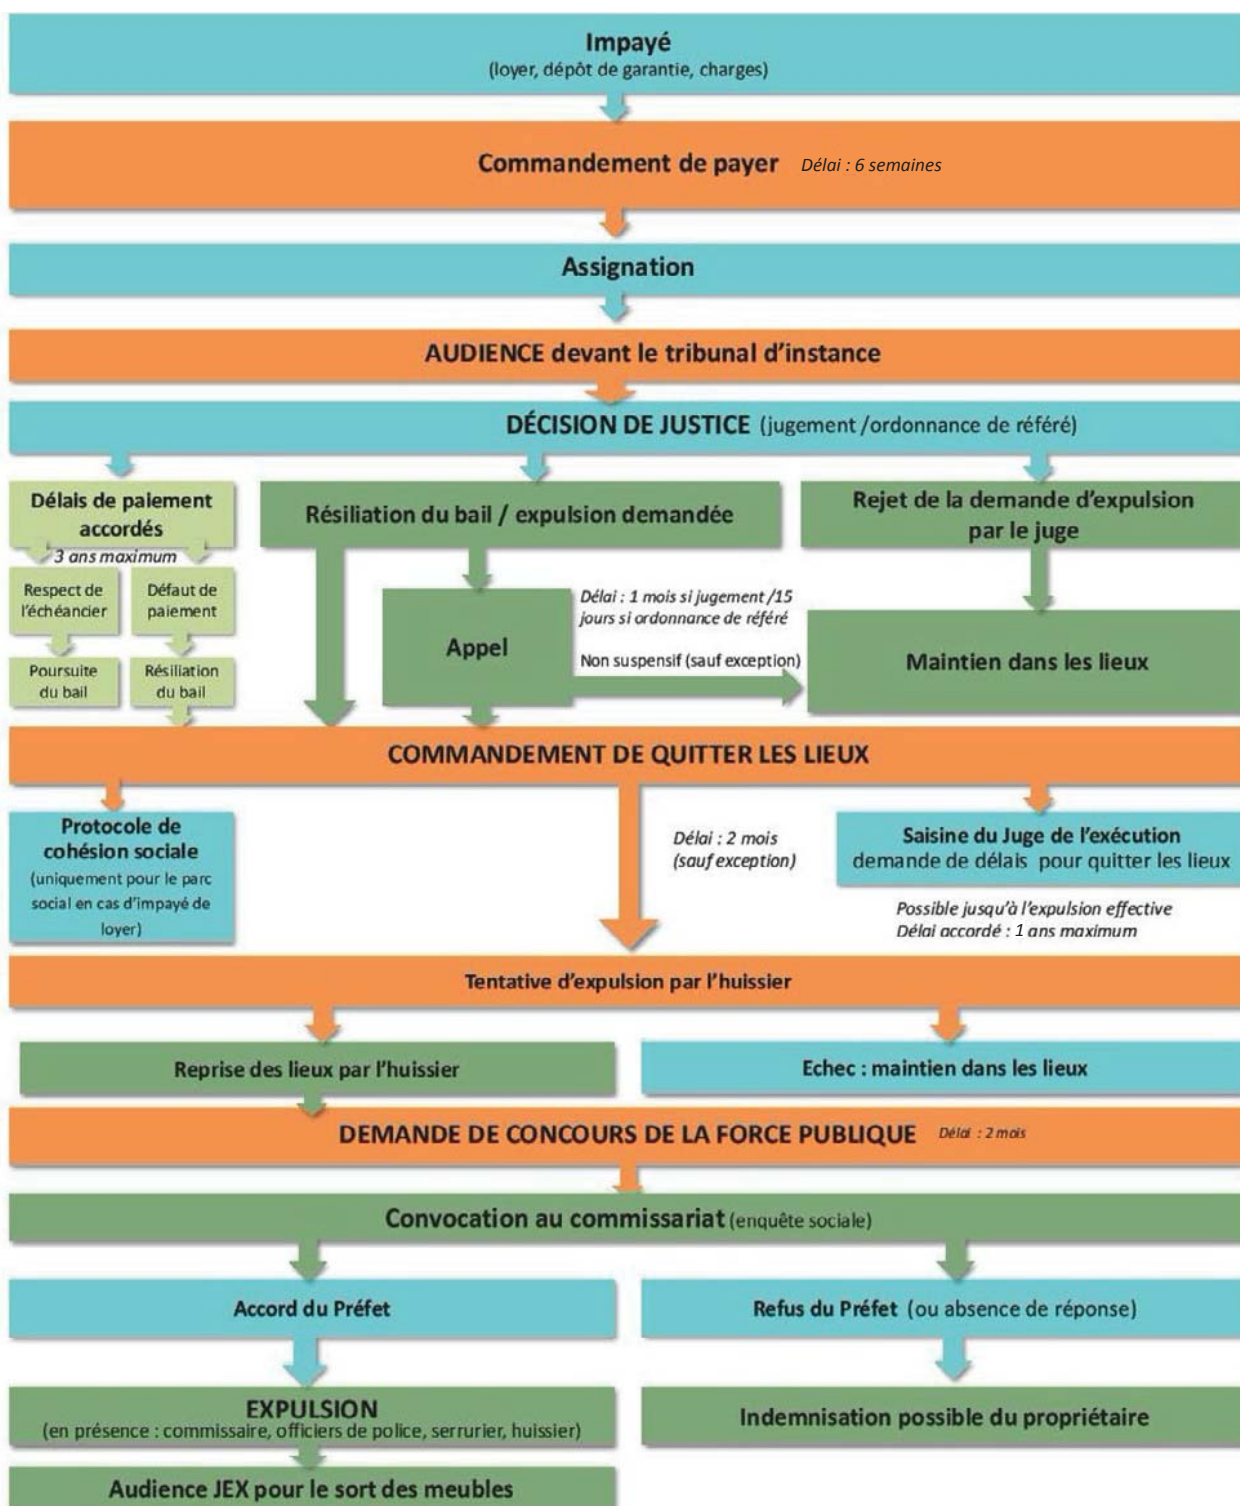 Impayé
(loyer, dépôt de garantie, charges)
Commandement de payer Délai : 6 semaines
Assignation
AUDIENCE devant le tribunal d'instance
DÉCISION DE JUSTICE (jugement /ordonnance de référé)
Délais de paiement
accordés
3 ans maximum
Respect de
l'échéancier
Défaut de
paiement
Poursuite
du bail
Résiliation
du bail
Résiliation du bail / expulsion demandée
Appel
Délai : 1 mois si jugement /15
jours si ordonnance de référé
Non suspensif (sauf exception)
Rejet de la demande d'expulsion
par le juge
Maintien dans les lieux
COMMANDEMENT DE QUITTER LES LIEUX
Protocole de
cohésion sociale
(uniquement pour le parc
social en cas d'impayé de
loyer)
Délai : 2 mois
(sauf exception)
Saisine du Juge de l'exécution
demande de délais pour quitter les lieux
Possible jusqu'à l'expulsion effective
Délai accordé : 1 ans maximum
Tentative d'expulsion par l'huissier
Reprise des lieux par l'huissier
Echec : maintien dans les lieux
DEMANDE DE CONCOURS DE LA FORCE PUBLIQUE Délai : 2 mois
Convocation au commissariat (enquête sociale)
Accord du Préfet
Refus du Préfet (ou absence de réponse)
EXPULSION
(en présence : commissaire, officiers de police, serrurier, huissier)
Indemnisation possible du propriétaire
Audience JEX pour le sort des meubles